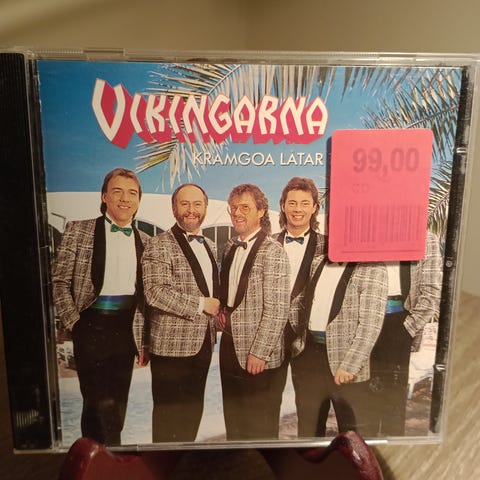 VIKINGARNA
KRAMGOA LÅTAR
99,00
CD